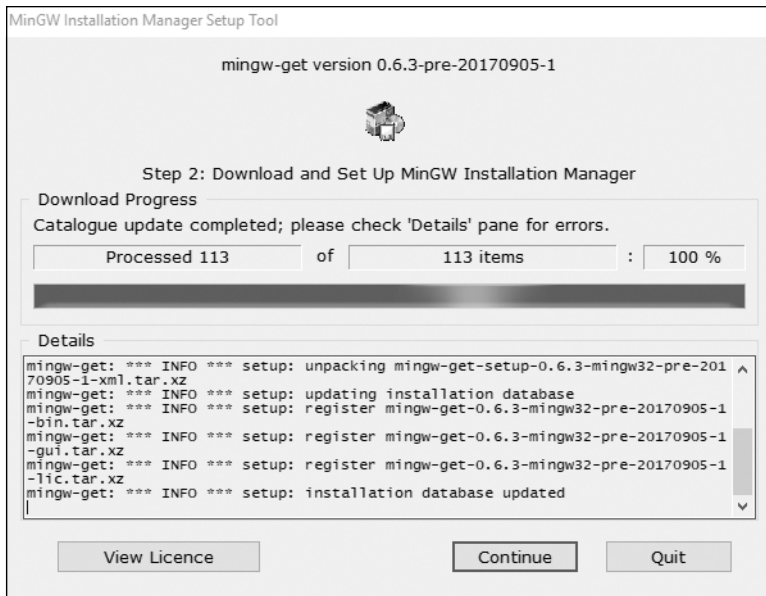 MinGW Installation Manager Setup Tool
mingw-get version 0.6.3-pre-20170905-1
Step 2: Download and Set Up MinGW Installation Manager
Download Progress
Catalogue update completed; please check 'Details' pane for errors.
Processed 113 of 113 items : 100 %
Details
mingw-get: *** INFO *** setup: unpacking mingw-get-setup-0.6.3-mingw32-pre-201
70905-1-xml.tar.xz
mingw-get: *** INFO *** setup: updating installation database
mingw-get: *** INFO *** setup: register mingw-get-0.6.3-mingw32-pre-20170905-1
-bin.tar.xz
mingw-get: *** INFO *** setup: register mingw-get-0.6.3-mingw32-pre-20170905-1
-gui.tar.xz
mingw-get: *** INFO *** setup: register mingw-get-0.6.3-mingw32-pre-20170905-1
-lic.tar.xz
mingw-get: *** INFO *** setup: installation database updated
View Licence Continue Quit